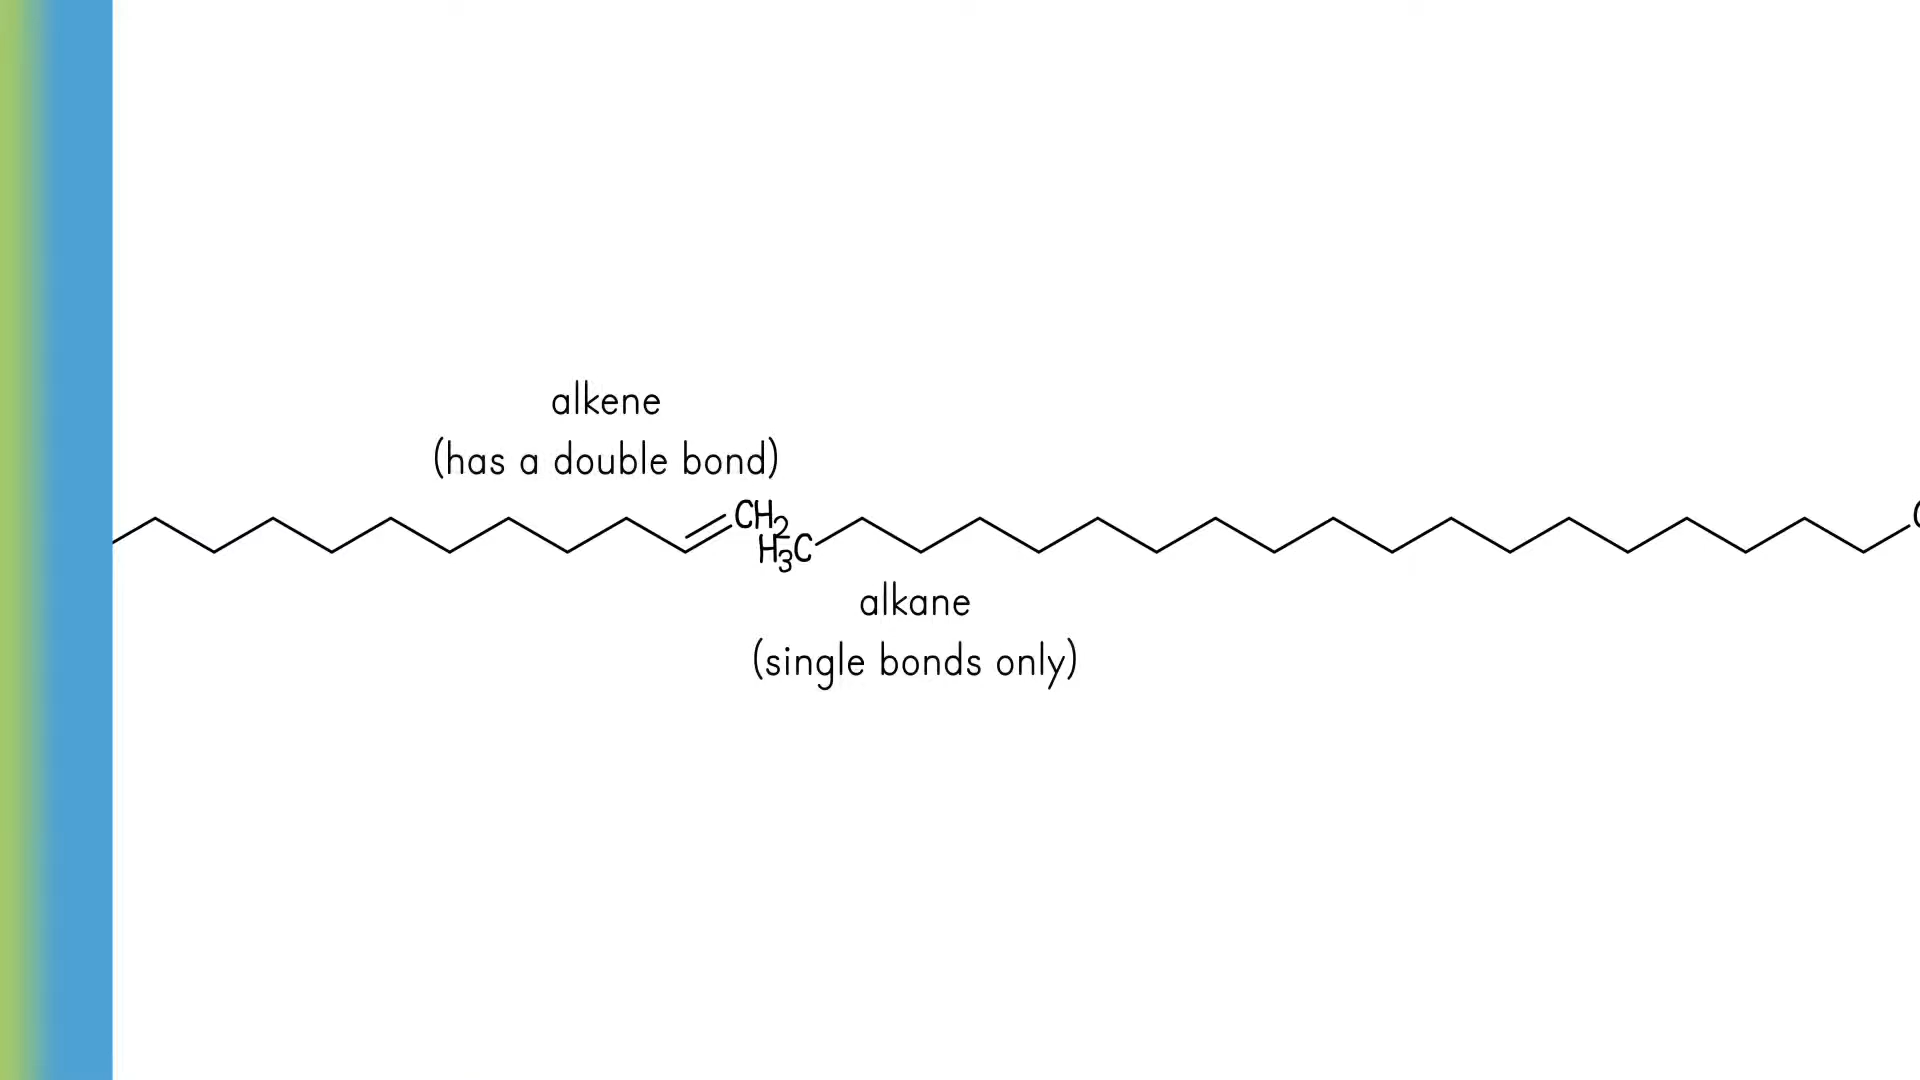 alkene
(has a double bond)
CH₂
H₃C
alkane
(single bonds only)